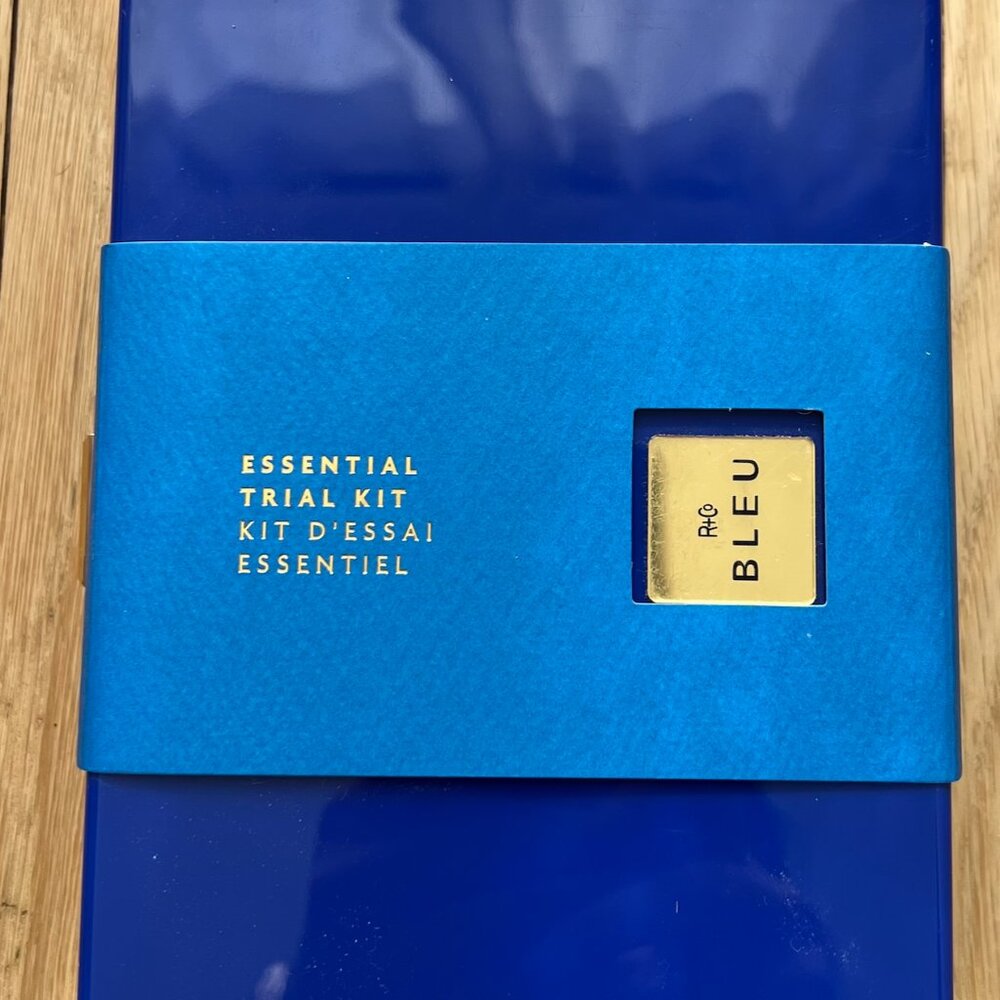 ESSENTIAL
TRIAL KIT
KIT D'ESSAI
ESSENTIEL
R+Co
BLEU